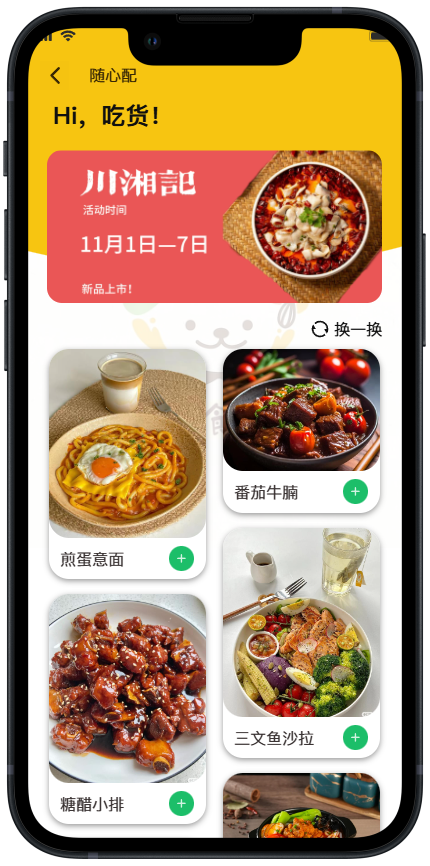 随心配
Hi，吃货！
川湘記
活动时间
11月1日—7日
新品上市！
换一换
番茄牛腩
煎蛋意面
三文鱼沙拉
糖醋小排